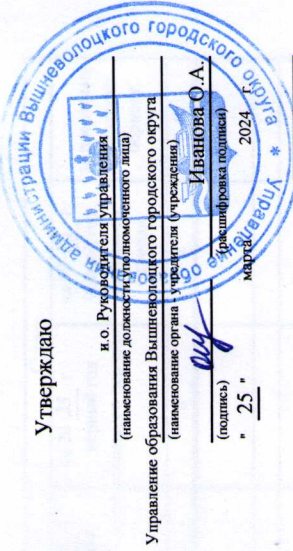 Утверждаю
и.о. Руководителя управления
(наименование должности уполномоченного лица)
Управление образования Вышневолоцкого городского округа
(наименование органа - учредителя (учреждения)
Иванова О.А.
(подпись) (расшифровка подписи)
" 25 " марта 2024 г.
Управление образования администрации Вышневолоцкого городского округа *